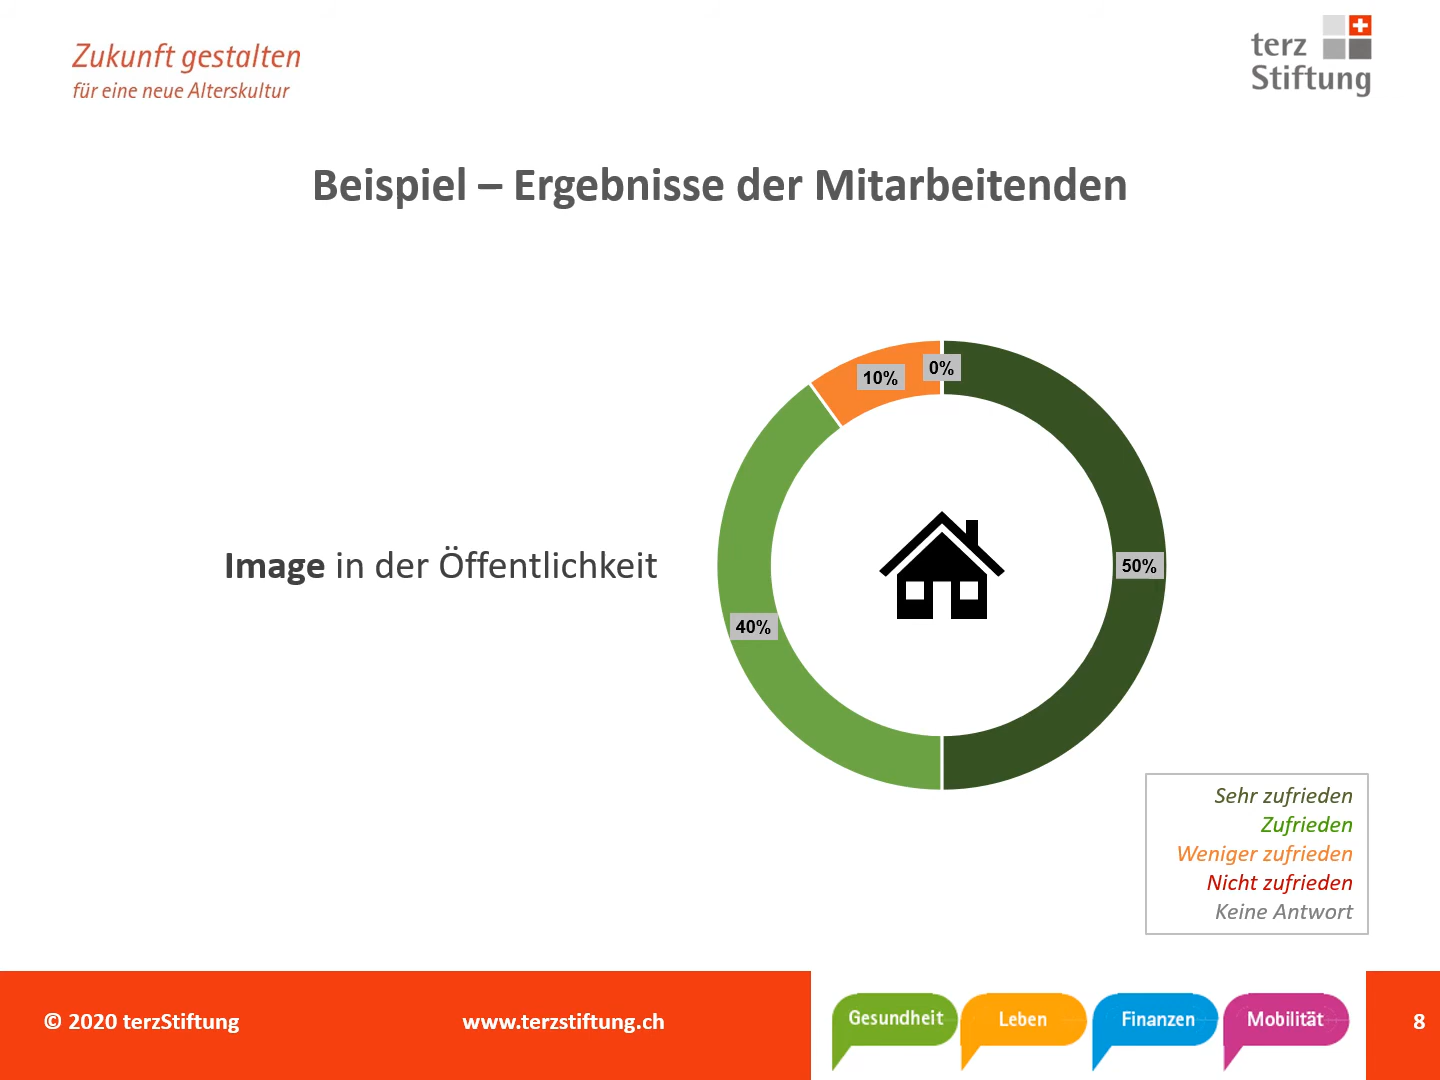 Zukunft gestalten
für eine neue Alterskultur
terz
Stiftung
Beispiel – Ergebnisse der Mitarbeitenden
10%
0%
50%
40%
Image in der Öffentlichkeit
Sehr zufrieden
Zufrieden
Weniger zufrieden
Nicht zufrieden
Keine Antwort
© 2020 terzStiftung
www.terzstiftung.ch
Gesundheit
Leben
Finanzen
Mobilität
8